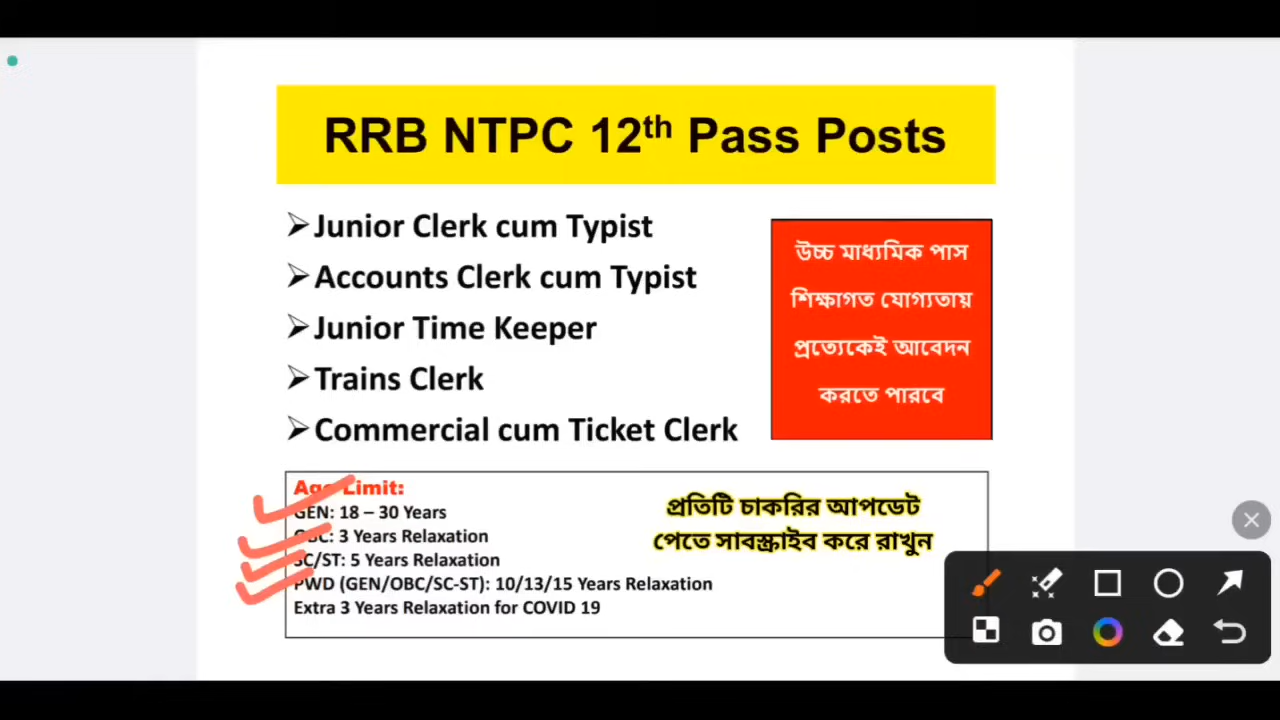 RRB NTPC 12th Pass Posts
Junior Clerk cum Typist
Accounts Clerk cum Typist
Junior Time Keeper
Trains Clerk
Commercial cum Ticket Clerk
উচ্চ মাধ্যমিক পাস
শিক্ষাগত যোগ্যতায়
প্রত্যেকেই আবেদন
করতে পারবে
Age Limit:
GEN: 18 – 30 Years
OBC: 3 Years Relaxation
SC/ST: 5 Years Relaxation
PWD (GEN/OBC/SC-ST): 10/13/15 Years Relaxation
Extra 3 Years Relaxation for COVID 19
প্রতিটি চাকরির আপডেট
পেতে সাবস্ক্রাইব করে রাখুন